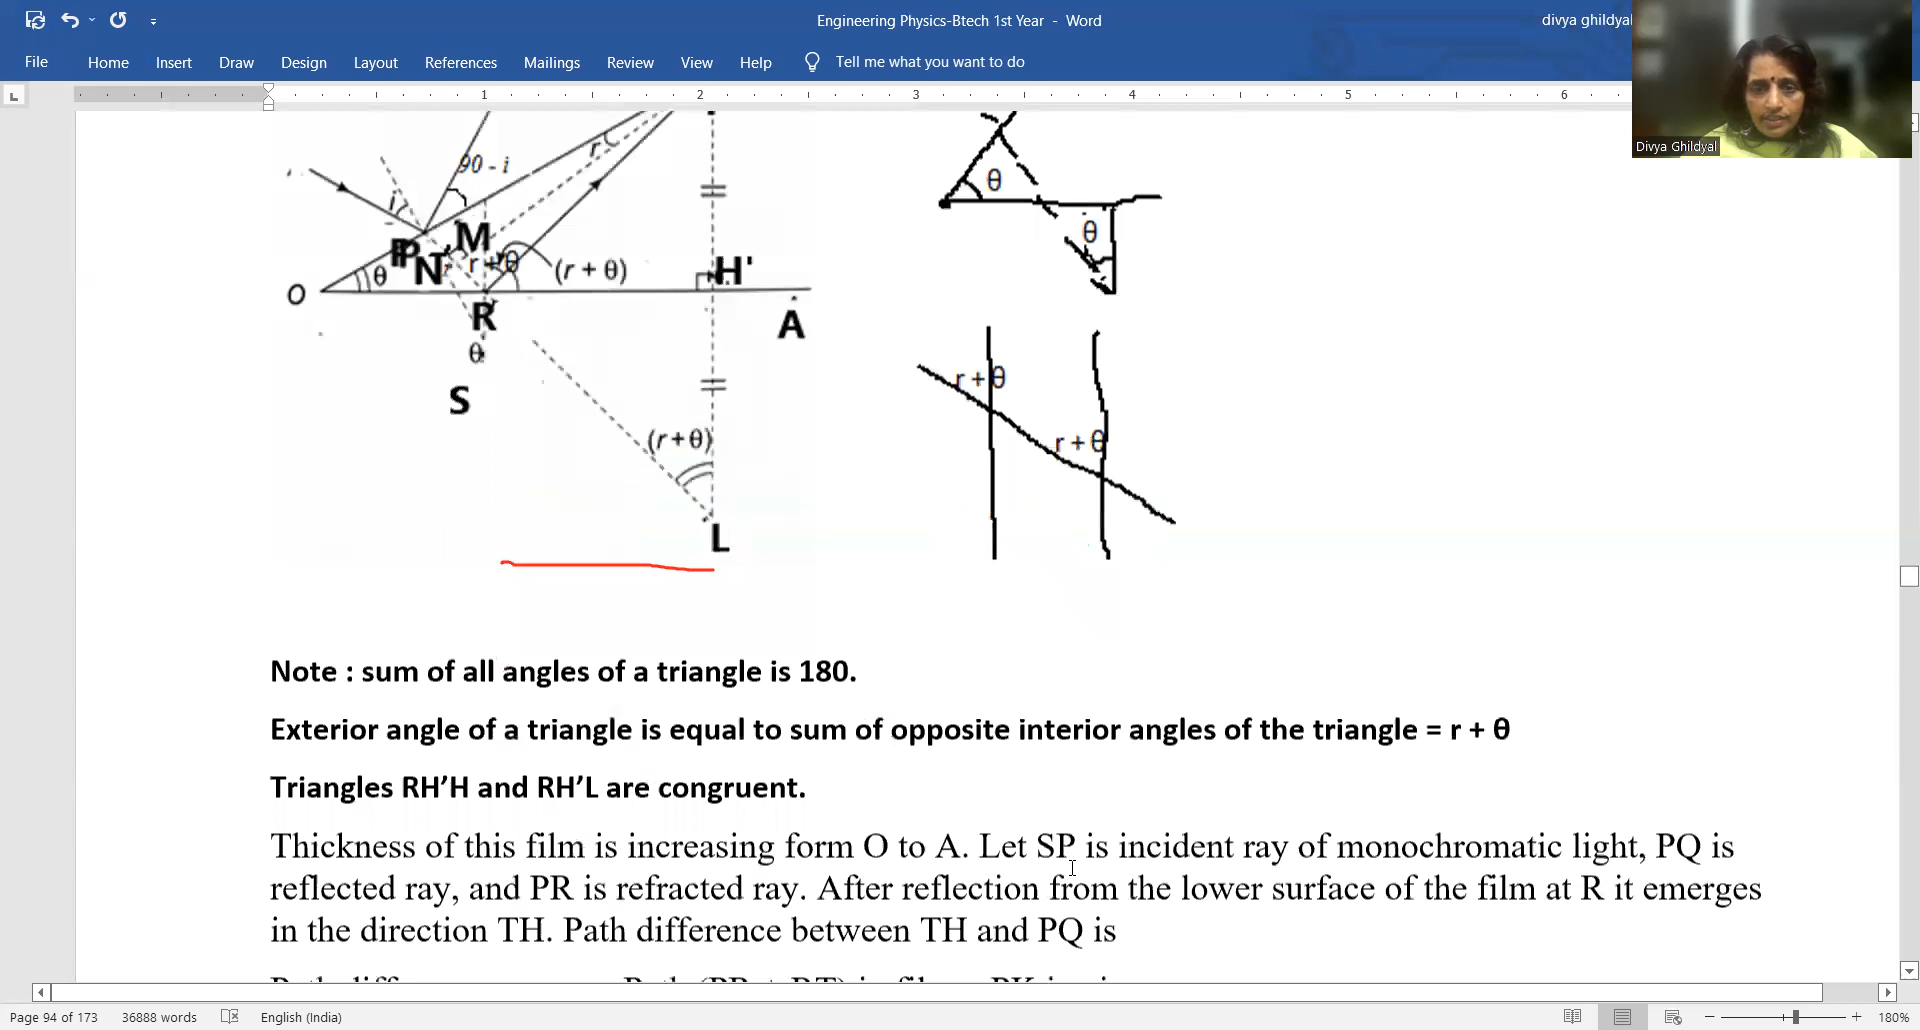 Engineering Physics-Btech 1st Year - Word
divya ghildyal
File Home Insert Draw Design Layout References Mailings Review View Help Tell me what you want to do
L
1 2 3 4 5 6
Divya Ghildyal
90 - i
r
i
θ
θ
P
M
N
r + θ
(r + θ)
H'
O
θ
R
A
θ
S
r + θ
r + θ
(r + θ)
L
Note : sum of all angles of a triangle is 180.
Exterior angle of a triangle is equal to sum of opposite interior angles of the triangle = r + θ
Triangles RH’H and RH’L are congruent.
Thickness of this film is increasing form O to A. Let SP is incident ray of monochromatic light, PQ is
reflected ray, and PR is refracted ray. After reflection from the lower surface of the film at R it emerges
in the direction TH. Path difference between TH and PQ is
Page 94 of 173 36888 words English (India) 180%